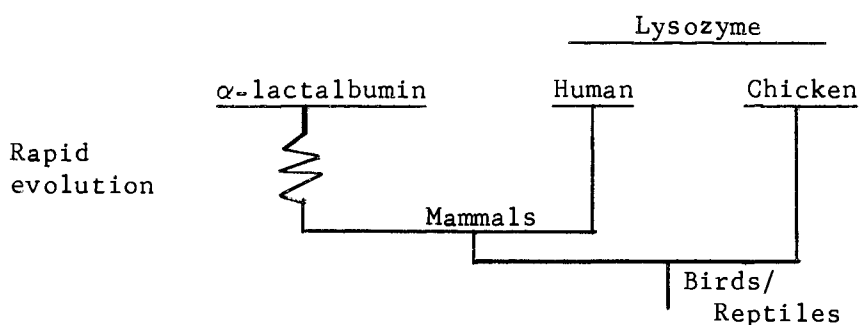 Lysozyme
α-lactalbumin Human Chicken
Rapid
evolution
Mammals
Birds/
Reptiles